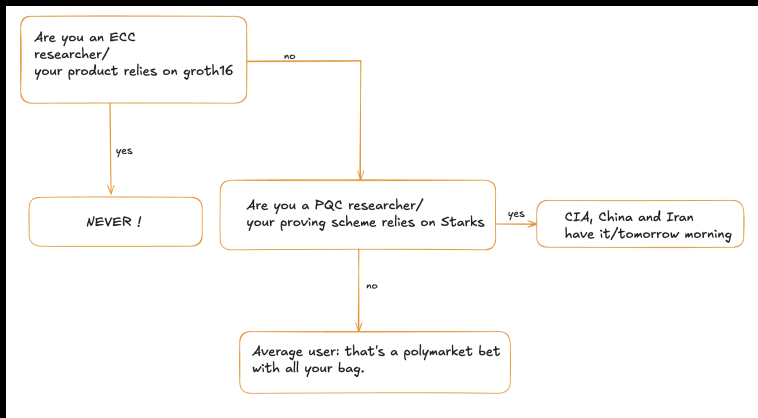 Are you an ECC
researcher/
your product relies on groth16
no
yes
NEVER !
Are you a PQC researcher/
your proving scheme relies on Starks
yes
CIA, China and Iran
have it/tomorrow morning
no
Average user: that's a polymarket bet
with all your bag.